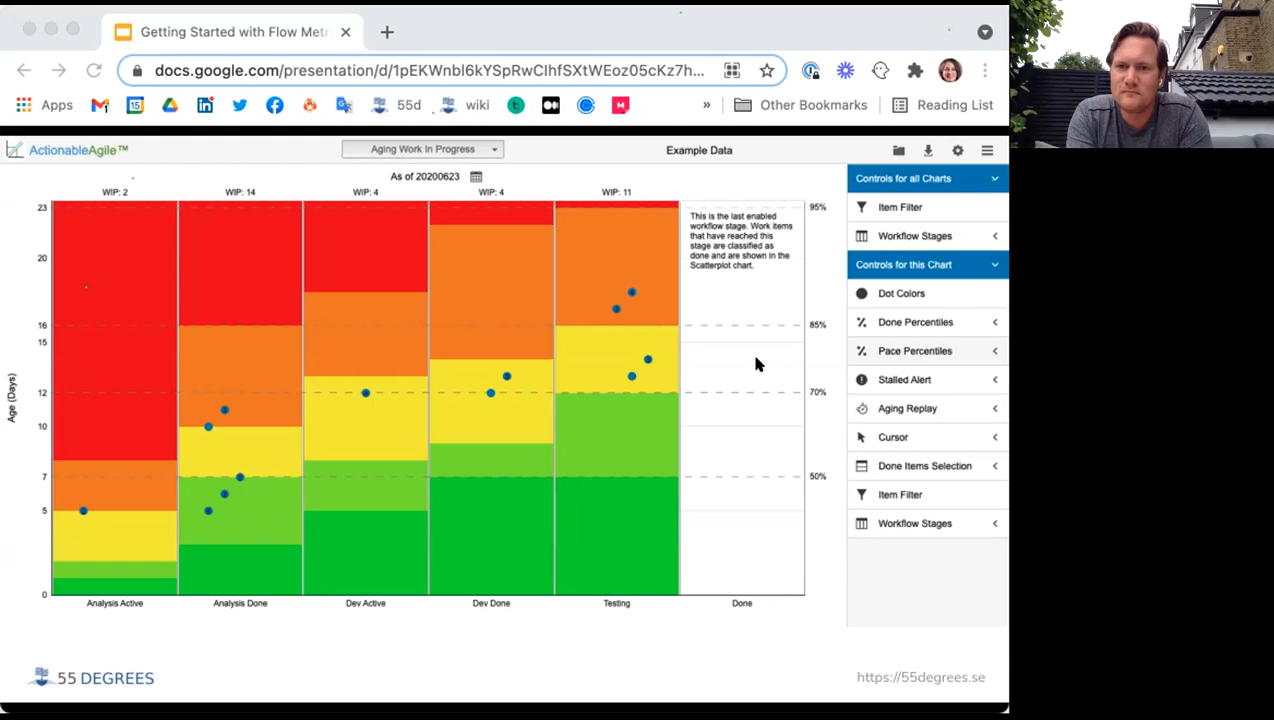 Getting Started with Flow Metr
docs.google.com/presentation/d/1pEKWnbl6kYSpRwClhfSXtWEoz05cKz7h...
Apps
55d
wiki
»
Other Bookmarks
Reading List
ActionableAgile™
Aging Work In Progress
Example Data
As of 20200623
WIP: 2
WIP: 14
WIP: 4
WIP: 4
WIP: 11
Age (Days)
23
20
16
15
12
10
7
5
0
95%
85%
70%
50%
This is the last enabled
workflow stage. Work items
that have reached this
stage are classified as
done and are shown in the
Scatterplot chart.
Analysis Active
Analysis Done
Dev Active
Dev Done
Testing
Done
Controls for all Charts
Item Filter
Workflow Stages
Controls for this Chart
Dot Colors
Done Percentiles
Pace Percentiles
Stalled Alert
Aging Replay
Cursor
Done Items Selection
Item Filter
Workflow Stages
55 DEGREES
https://55degrees.se